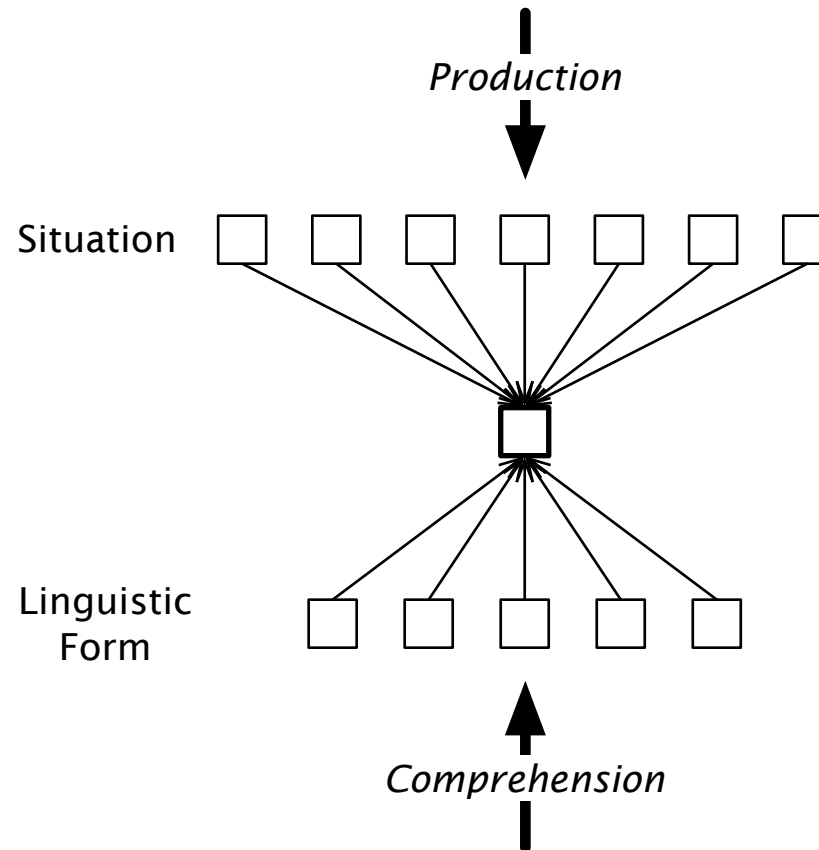 Production
Situation
Linguistic
Form
Comprehension